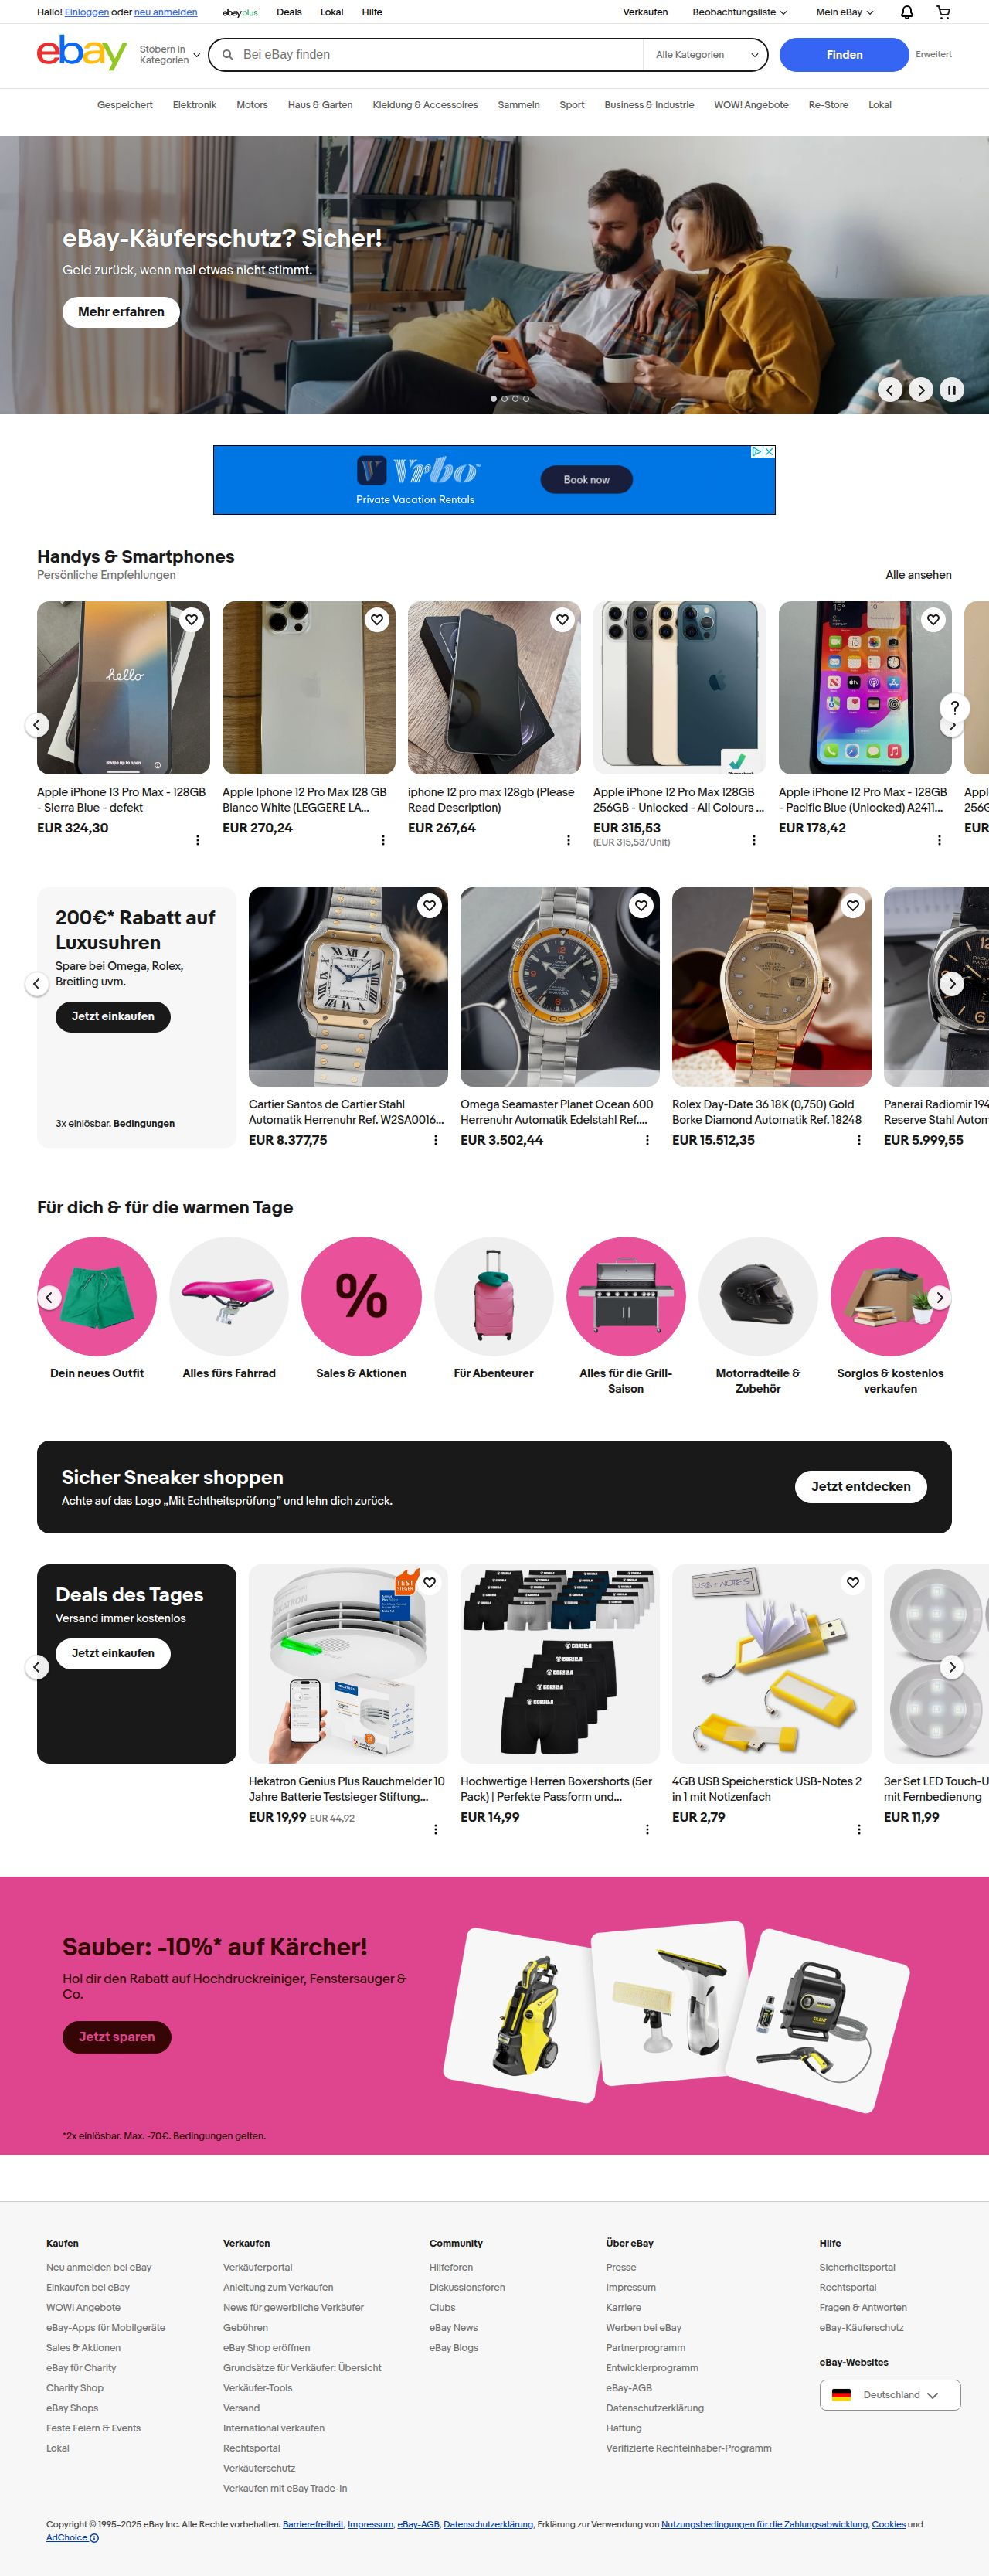 Hallo! Einloggen oder neu anmelden
ebayplus
Deals
Lokal
Hilfe
Verkaufen
Beobachtungsliste
Mein eBay
ebay
Stöbern in
Kategorien
Bei eBay finden
Alle Kategorien
Finden
Erweitert
Gespeichert
Elektronik
Motors
Haus & Garten
Kleidung & Accessoires
Sammeln
Sport
Business & Industrie
WOW! Angebote
Re-Store
Lokal
eBay-Käuferschutz? Sicher!
Geld zurück, wenn mal etwas nicht stimmt.
Mehr erfahren
Vrbo
Private Vacation Rentals
Book now
Handys & Smartphones
Persönliche Empfehlungen
Alle ansehen
hello
Apple iPhone 13 Pro Max - 128GB
- Sierra Blue - defekt
EUR 324,30
Apple Iphone 12 Pro Max 128 GB
Bianco White (LEGGERE LA...
EUR 270,24
iphone 12 pro max 128gb (Please
Read Description)
EUR 267,64
Apple iPhone 12 Pro Max 128GB
256GB - Unlocked - All Colours ...
EUR 315,53
(EUR 315,53/Unit)
Apple iPhone 12 Pro Max - 128GB
- Pacific Blue (Unlocked) A2411...
EUR 178,42
Appl
256G
EUR
200€* Rabatt auf
Luxusuhren
Spare bei Omega, Rolex,
Breitling uvm.
Jetzt einkaufen
3x einlösbar. Bedingungen
Cartier Santos de Cartier Stahl
Automatik Herrenuhr Ref. W2SA0016...
EUR 8.377,75
Omega Seamaster Planet Ocean 600
Herrenuhr Automatik Edelstahl Ref....
EUR 3.502,44
Rolex Day-Date 36 18K (0,750) Gold
Borke Diamond Automatik Ref. 18248
EUR 15.512,35
Panerai Radiomir 194
Reserve Stahl Autom
EUR 5.999,55
Für dich & für die warmen Tage
%
Dein neues Outfit
Alles fürs Fahrrad
Sales & Aktionen
Für Abenteurer
Alles für die Grill-
Saison
Motorradteile &
Zubehör
Sorglos & kostenlos
verkaufen
Sicher Sneaker shoppen
Achte auf das Logo „Mit Echtheitsprüfung” und lehn dich zurück.
Jetzt entdecken
Deals des Tages
Versand immer kostenlos
Jetzt einkaufen
TEST
SIEGER
USB + NOTES
Hekatron Genius Plus Rauchmelder 10
Jahre Batterie Testsieger Stiftung...
EUR 19,99 EUR 44,92
Hochwertige Herren Boxershorts (5er
Pack) | Perfekte Passform und...
EUR 14,99
4GB USB Speicherstick USB-Notes 2
in 1 mit Notizenfach
EUR 2,79
3er Set LED Touch-U
mit Fernbedienung
EUR 11,99
Sauber: -10%* auf Kärcher!
Hol dir den Rabatt auf Hochdruckreiniger, Fenstersauger &
Co.
Jetzt sparen
*2x einlösbar. Max. -70€. Bedingungen gelten.
Kaufen
Neu anmelden bei eBay
Einkaufen bei eBay
WOW! Angebote
eBay-Apps für Mobilgeräte
Sales & Aktionen
eBay für Charity
Charity Shop
eBay Shops
Feste Feiern & Events
Lokal
Verkaufen
Verkäuferportal
Anleitung zum Verkaufen
News für gewerbliche Verkäufer
Gebühren
eBay Shop eröffnen
Grundsätze für Verkäufer: Übersicht
Verkäufer-Tools
Versand
International verkaufen
Rechtsportal
Verkäuferschutz
Verkaufen mit eBay Trade-In
Community
Hilfeforen
Diskussionsforen
Clubs
eBay News
eBay Blogs
Über eBay
Presse
Impressum
Karriere
Werben bei eBay
Partnerprogramm
Entwicklerprogramm
eBay-AGB
Datenschutzerklärung
Haftung
Verifizierte Rechteinhaber-Programm
Hilfe
Sicherheitsportal
Rechtsportal
Fragen & Antworten
eBay-Käuferschutz
eBay-Websites
Deutschland
Copyright © 1995-2025 eBay Inc. Alle Rechte vorbehalten. Barrierefreiheit, Impressum, eBay-AGB, Datenschutzerklärung, Erklärung zur Verwendung von Nutzungsbedingungen für die Zahlungsabwicklung, Cookies und
AdChoice